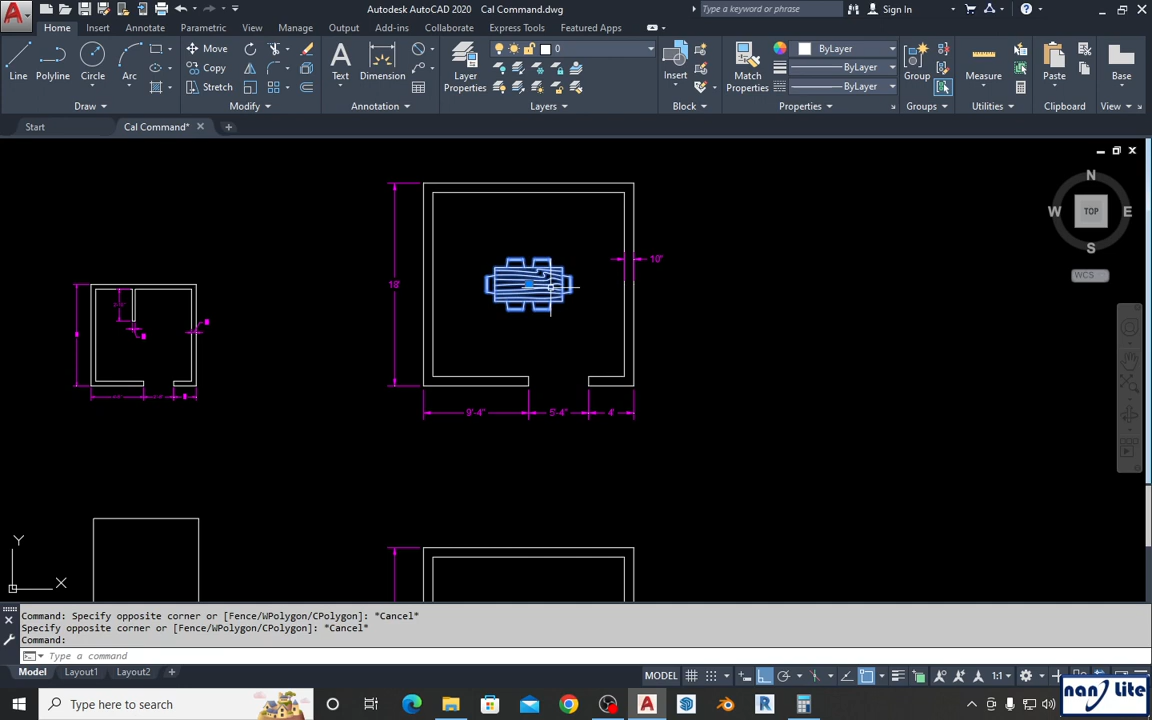 Autodesk AutoCAD 2020 Cal Command.dwg
Type a keyword or phrase
Sign In
Home Insert Annotate Parametric View Manage Output Add-ins Collaborate Express Tools Featured Apps
Line Polyline Circle Arc
Move
Copy
Stretch
Text Dimension
Layer Properties
0
Insert
Match Properties
ByLayer
ByLayer
ByLayer
Group
Measure
Paste
Base
Draw Modify Annotation Layers Block Properties Groups Utilities Clipboard View
Start Cal Command*
N
W TOP E
S
WCS
18'
10"
9'-4" 5'-4" 4'
Y
X
Command: Specify opposite corner or [Fence/WPolygon/CPolygon]: *Cancel*
Specify opposite corner or [Fence/WPolygon/CPolygon]: *Cancel*
Command:
Type a command
Model Layout1 Layout2
MODEL 1:1
Type here to search
nanJ lite